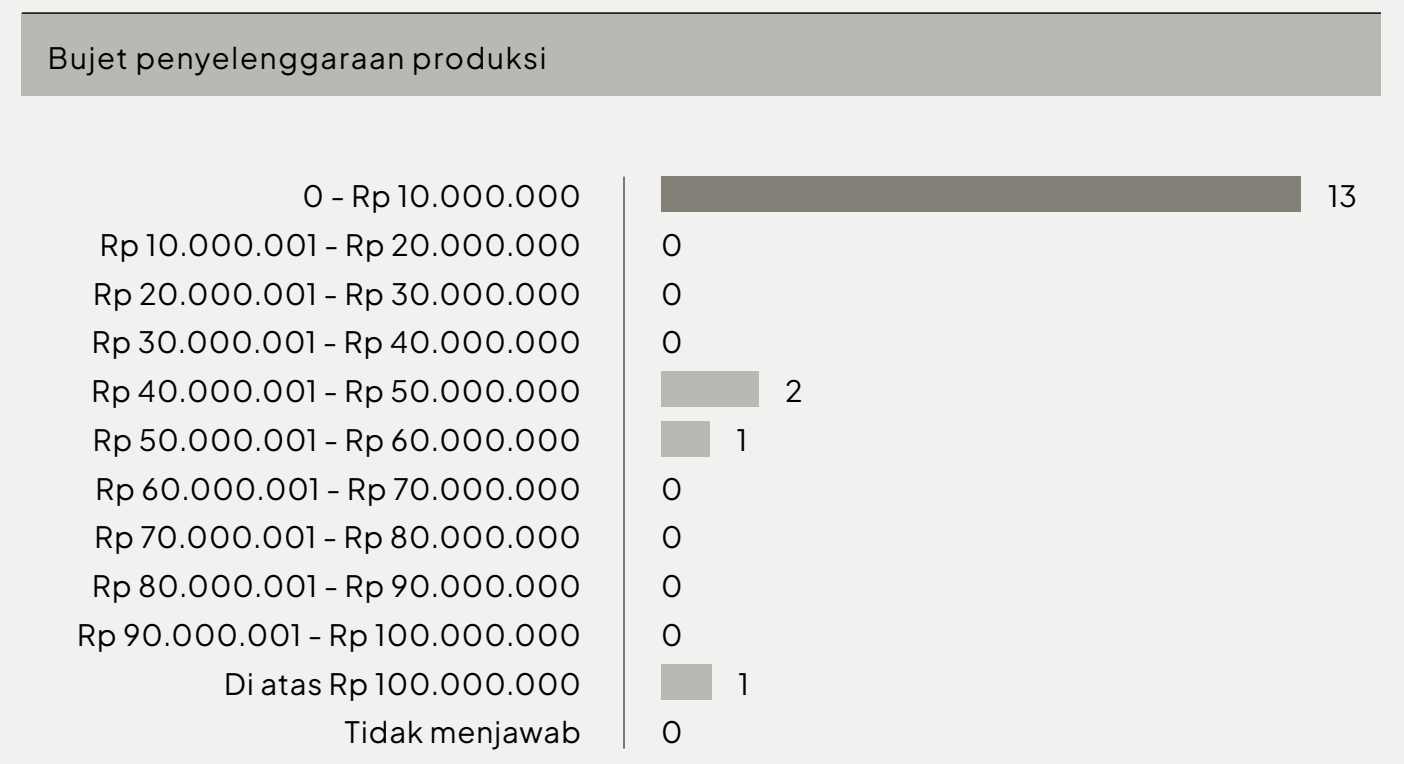 Bujet penyelenggaraan produksi
0 - Rp 10.000.000 13
Rp 10.000.001 - Rp 20.000.000 0
Rp 20.000.001 - Rp 30.000.000 0
Rp 30.000.001 - Rp 40.000.000 0
Rp 40.000.001 - Rp 50.000.000 2
Rp 50.000.001 - Rp 60.000.000 1
Rp 60.000.001 - Rp 70.000.000 0
Rp 70.000.001 - Rp 80.000.000 0
Rp 80.000.001 - Rp 90.000.000 0
Rp 90.000.001 - Rp 100.000.000 0
Di atas Rp 100.000.000 1
Tidak menjawab 0